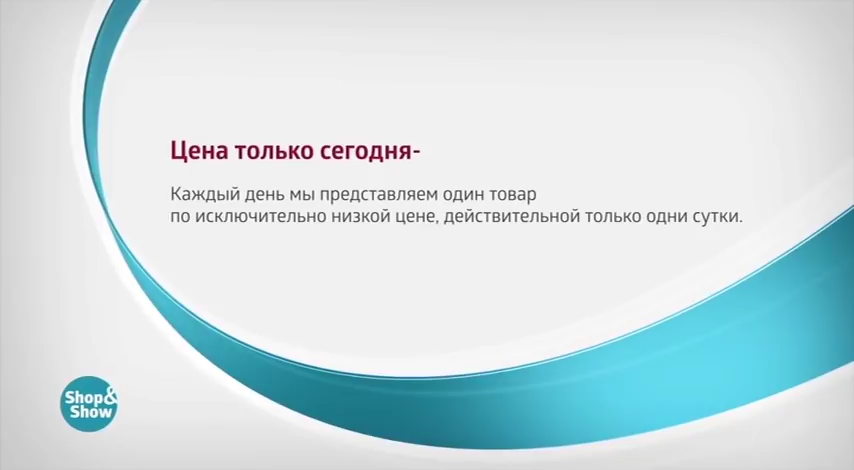 Цена только сегодня-
Каждый день мы представляем один товар
по исключительно низкой цене, действительной только одни сутки.
Shop&
Show